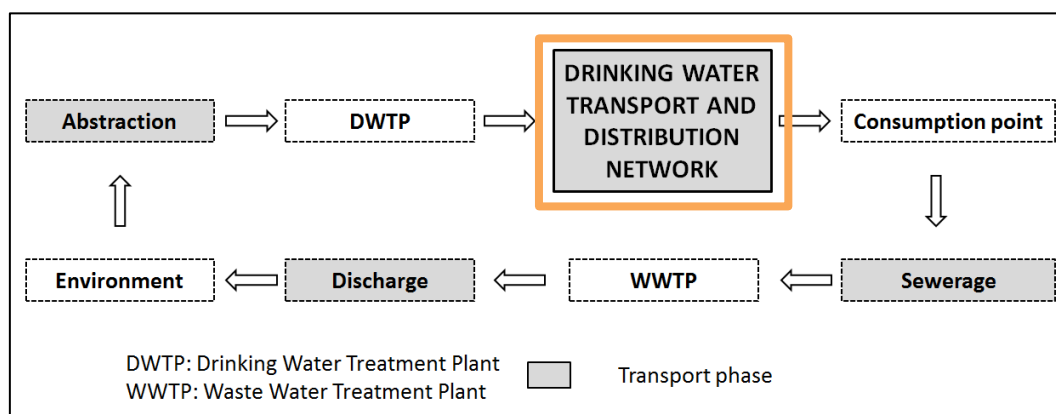 Abstraction
DWTP
DRINKING WATER
TRANSPORT AND
DISTRIBUTION
NETWORK
Consumption point
Environment
Discharge
WWTP
Sewerage
DWTP: Drinking Water Treatment Plant
WWTP: Waste Water Treatment Plant
Transport phase